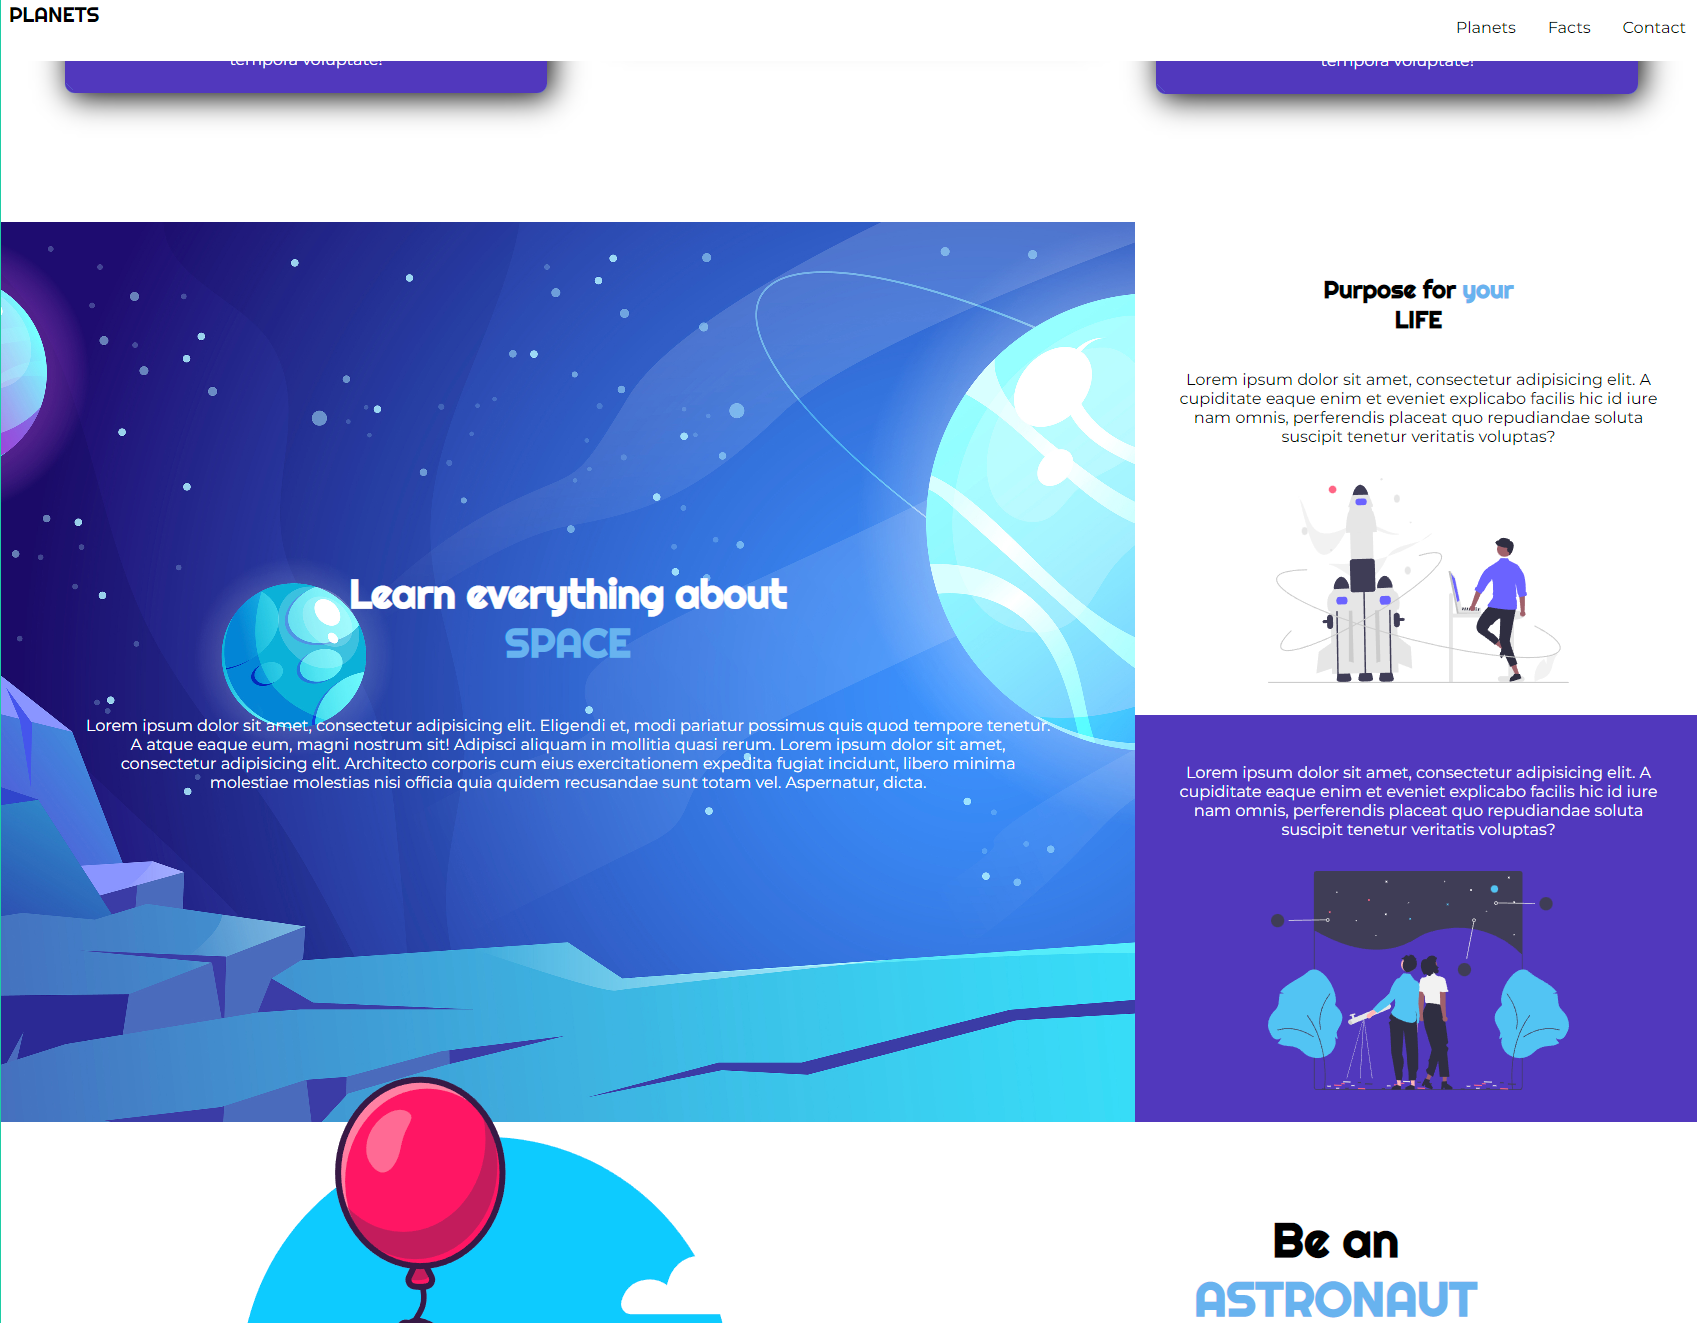 PLANETS
Planets Facts Contact
tempora voluptate!
tempora voluptate!
Learn everything about
SPACE
Lorem ipsum dolor sit amet, consectetur adipisicing elit. Eligendi et, modi pariatur possimus quis quod tempore tenetur.
A atque eaque eum, magni nostrum sit! Adipisci aliquam in mollitia quasi rerum. Lorem ipsum dolor sit amet,
consectetur adipisicing elit. Architecto corporis cum eius exercitationem expedita fugiat incidunt, libero minima
molestiae molestias nisi officia quia quidem recusandae sunt totam vel. Aspernatur, dicta.
Purpose for your
LIFE
Lorem ipsum dolor sit amet, consectetur adipisicing elit. A
cupiditate eaque enim et eveniet explicabo facilis hic id iure
nam omnis, perferendis placeat quo repudiandae soluta
suscipit tenetur veritatis voluptas?
Lorem ipsum dolor sit amet, consectetur adipisicing elit. A
cupiditate eaque enim et eveniet explicabo facilis hic id iure
nam omnis, perferendis placeat quo repudiandae soluta
suscipit tenetur veritatis voluptas?
Be an
ASTRONAUT